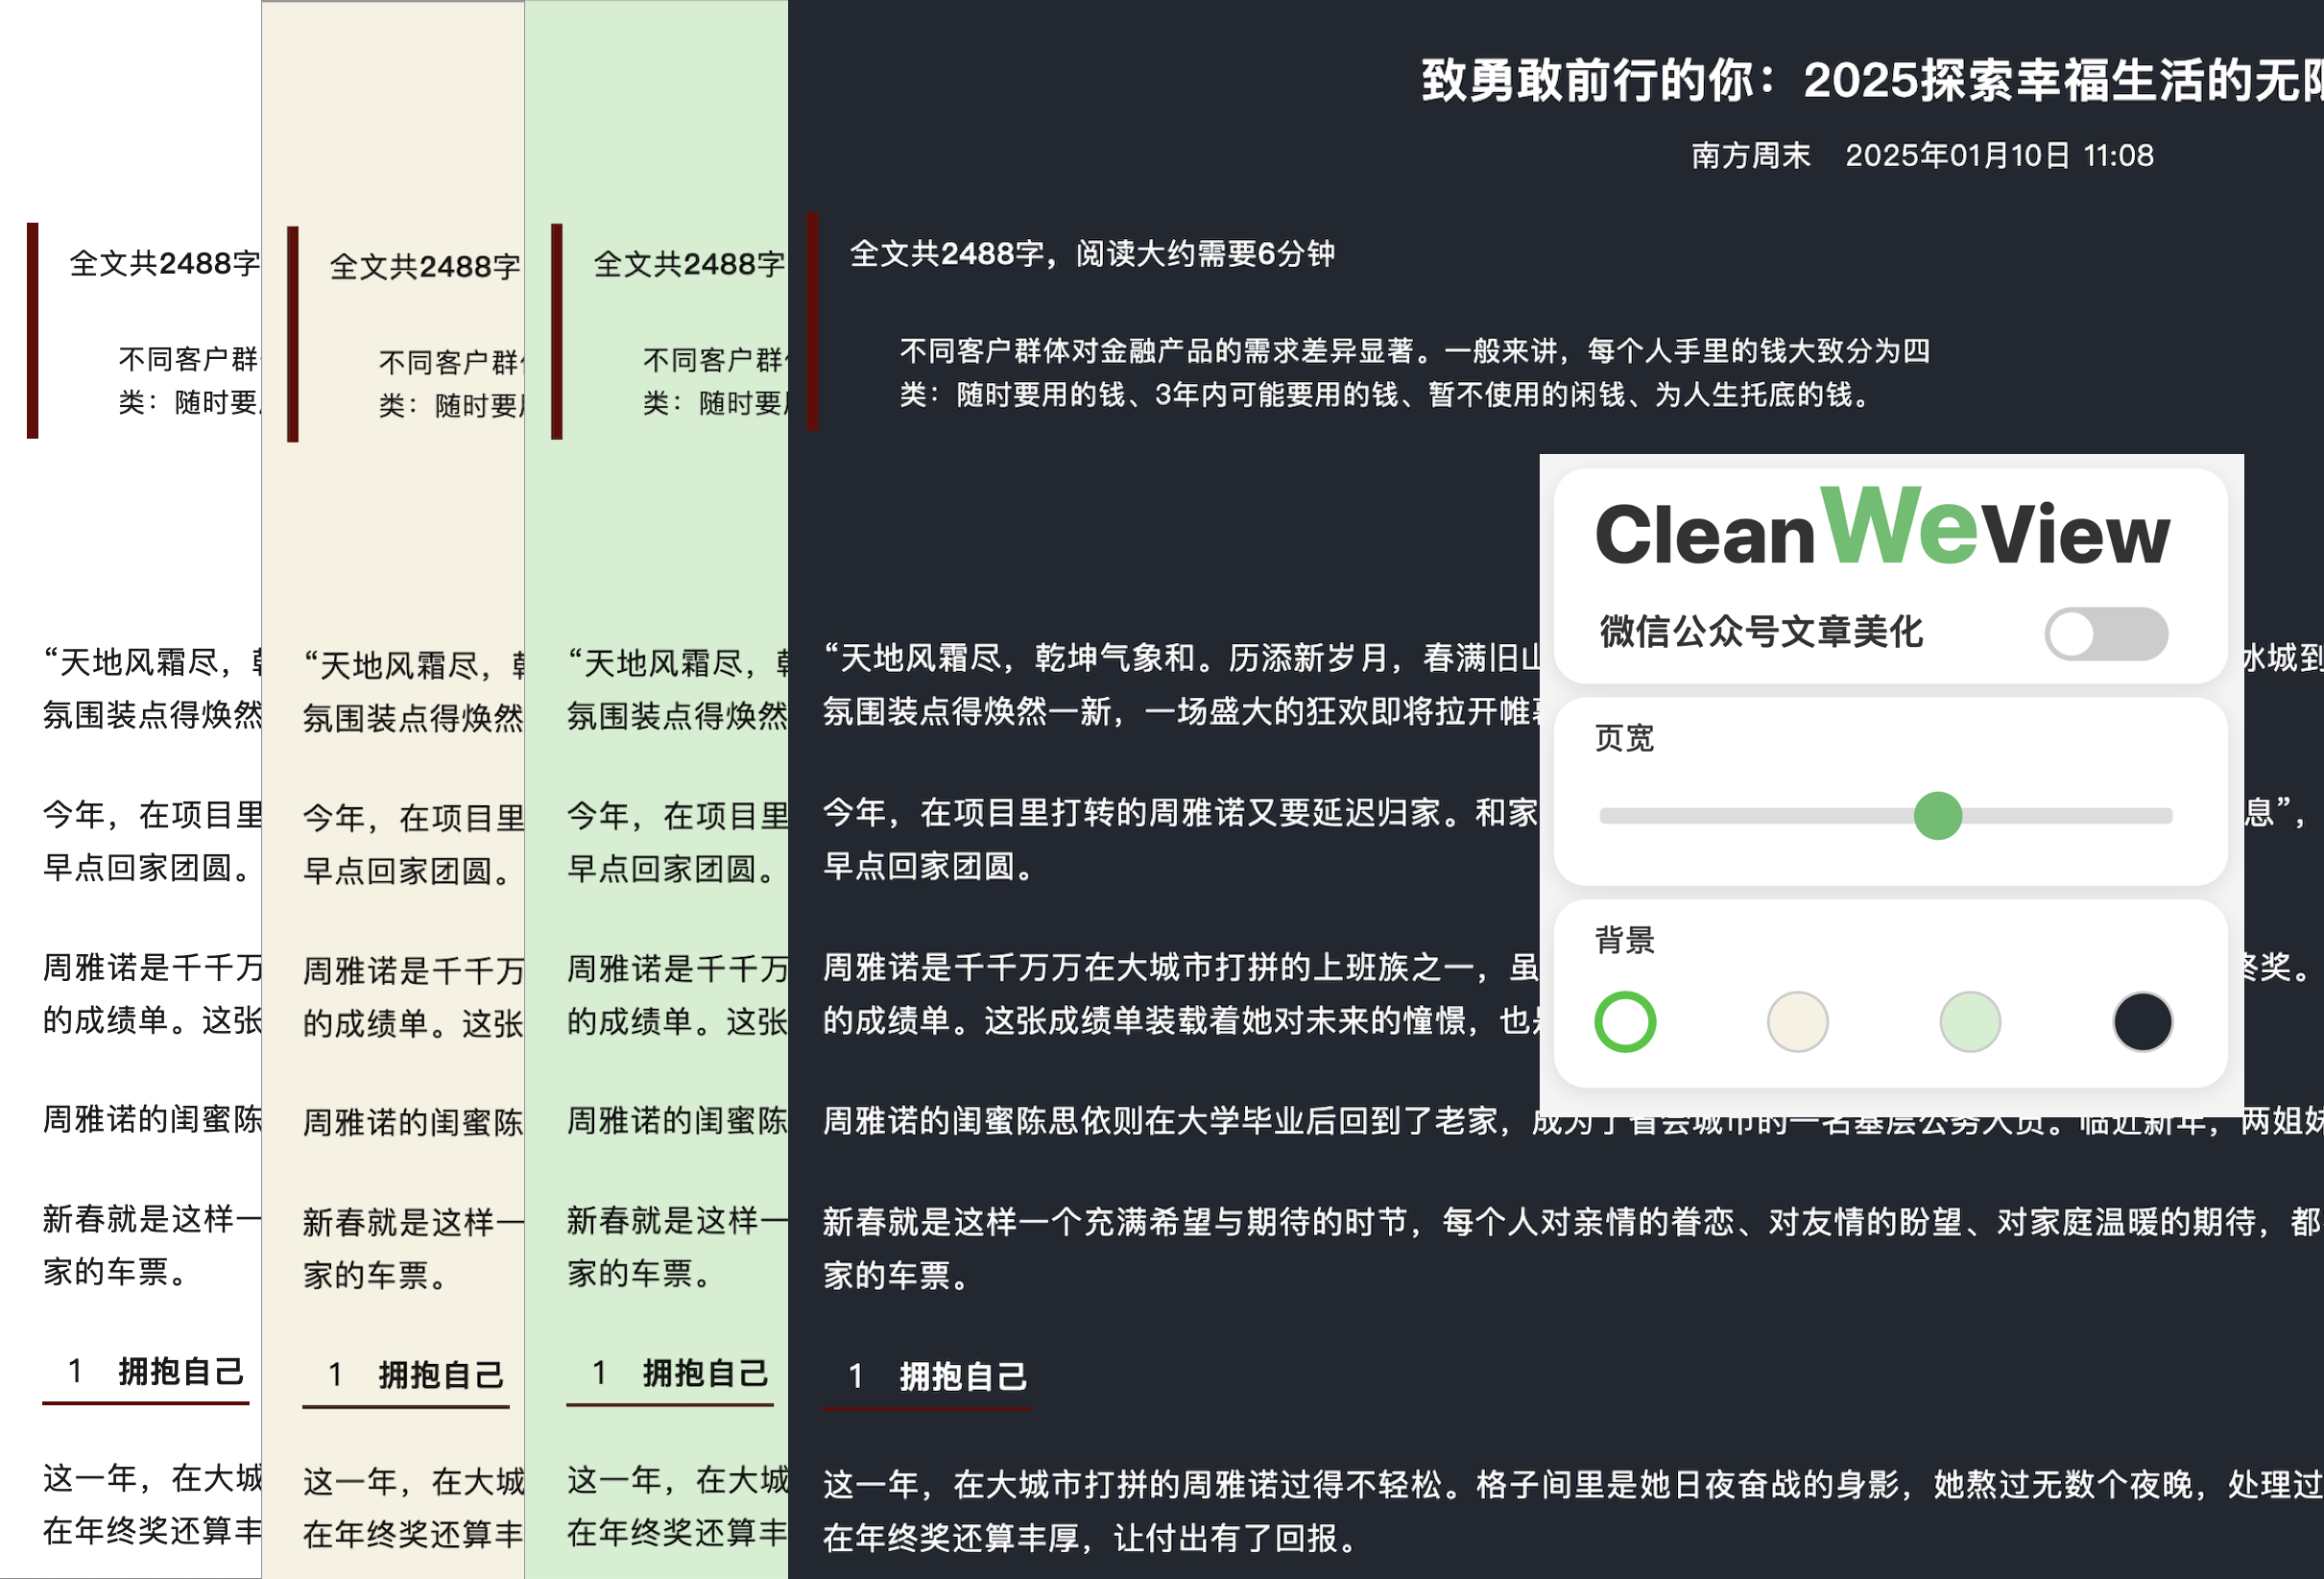 全文共2488字
不同客户群
类：随时要
“天地风霜尽，
氛围装点得焕然
今年，在项目里
早点回家团圆。
周雅诺是千千万
的成绩单。这张
周雅诺的闺蜜陈
新春就是这样一
家的车票。
1 拥抱自己
这一年，在大城
在年终奖还算丰
全文共2488字
不同客户群
类：随时要
“天地风霜尽，
氛围装点得焕然
今年，在项目里
早点回家团圆。
周雅诺是千千万
的成绩单。这张
周雅诺的闺蜜陈
新春就是这样一
家的车票。
1 拥抱自己
这一年，在大城
在年终奖还算丰
全文共2488字
不同客户群
类：随时要
“天地风霜尽，
氛围装点得焕然
今年，在项目里
早点回家团圆。
周雅诺是千千万
的成绩单。这张
周雅诺的闺蜜陈
新春就是这样一
家的车票。
1 拥抱自己
这一年，在大城
在年终奖还算丰
致勇敢前行的你：2025探索幸福生活的无
南方周末 2025年01月10日 11:08
全文共2488字，阅读大约需要6分钟
不同客户群体对金融产品的需求差异显著。一般来讲，每个人手里的钱大致分为四
类：随时要用的钱、3年内可能要用的钱、暂不使用的闲钱、为人生托底的钱。
“天地风霜尽，乾坤气象和。历添新岁月，春满旧山 冰城到
氛围装点得焕然一新，一场盛大的狂欢即将拉开帷
今年，在项目里打转的周雅诺又要延迟归家。和家 息”，
早点回家团圆。
周雅诺是千千万万在大城市打拼的上班族之一，虽 终奖。
的成绩单。这张成绩单装载着她对未来的憧憬，也
周雅诺的闺蜜陈思依则在大学毕业后回到了老家，成为了省会城市的一名基层公务人员。临近新年，两姐妹
新春就是这样一个充满希望与期待的时节，每个人对亲情的眷恋、对友情的盼望、对家庭温暖的期待，都
家的车票。
1 拥抱自己
这一年，在大城市打拼的周雅诺过得不轻松。格子间里是她日夜奋战的身影，她熬过无数个夜晚，处理过
在年终奖还算丰厚，让付出有了回报。
CleanWeView
微信公众号文章美化
页宽
背景